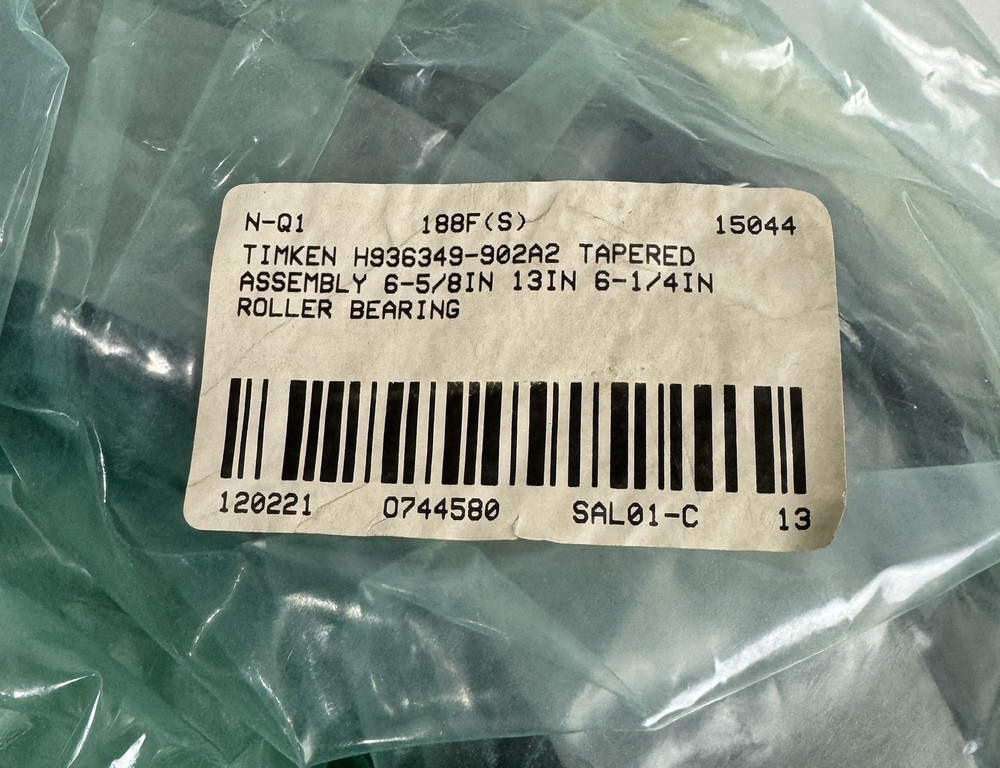 N-Q1 188F(S) 15044
TIMKEN H936349-902A2 TAPERED
ASSEMBLY 6-5/8IN 13IN 6-1/4IN
ROLLER BEARING
120221 O744580 SAL01-C 13